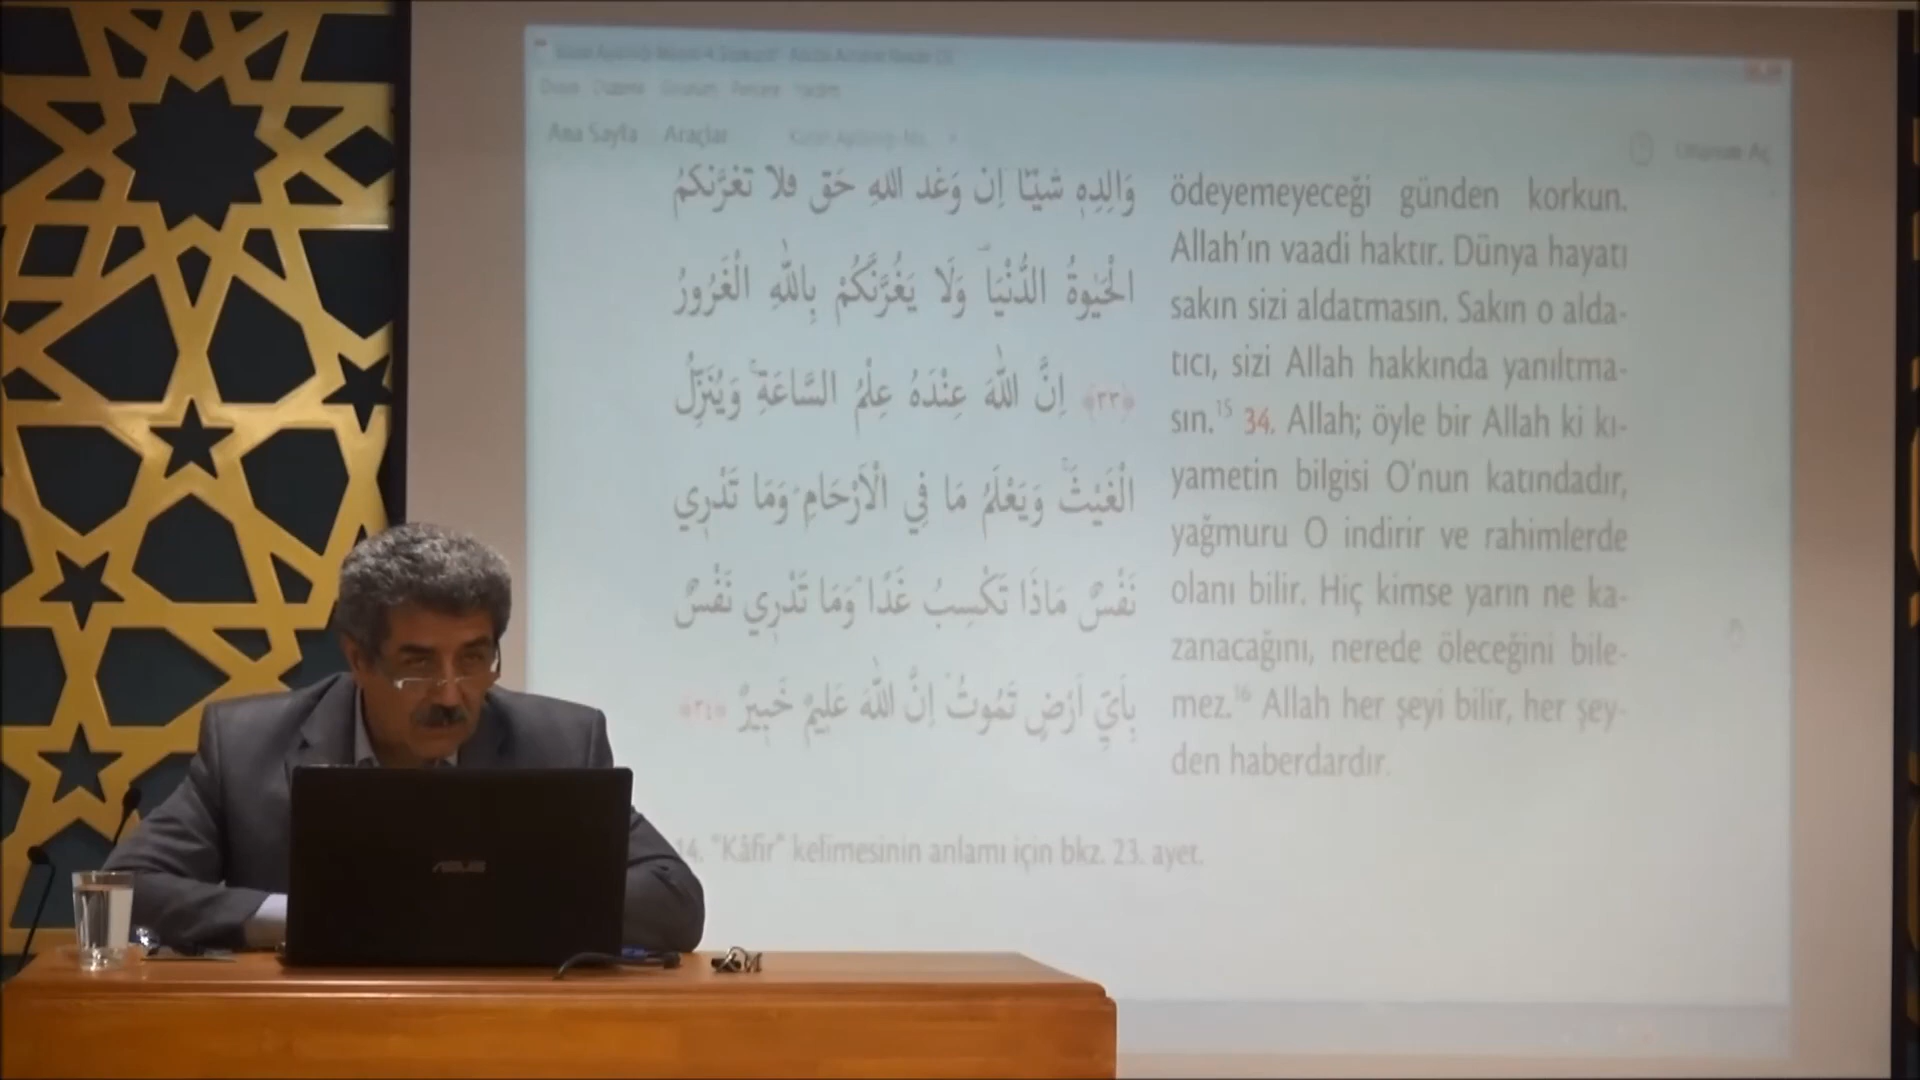 Ana Sayfa Araçlar
وَالِدِهِ شَيْـًٔا اِنَّ وَعْدَ اللّٰهِ حَقٌّ فَلَا تَغُرَّنَّكُمُ
الْحَيٰوةُ الدُّنْيَا۠ وَلَا يَغُرَّنَّكُمْ بِاللّٰهِ الْغَرُورُ
﴿٣٣﴾ اِنَّ اللّٰهَ عِنْدَهُ عِلْمُ السَّاعَةِۚ وَيُنَزِّلُ
الْغَيْثَۚ وَيَعْلَمُ مَا فِي الْاَرْحَامِۜ وَمَا تَدْرِي
نَفْسٌ مَاذَا تَكْسِبُ غَدًاۜ وَمَا تَدْرِي نَفْسٌ
بِاَيِّ اَرْضٍ تَمُوتُۜ اِنَّ اللّٰهَ عَلِيمٌ خَبِيرٌ ﴿٣٤﴾
ödeyemeyeceği günden korkun.
Allah'ın vaadi haktır. Dünya hayatı
sakın sizi aldatmasın. Sakın o alda-
tıcı, sizi Allah hakkında yanıltma-
sın.15 34. Allah; öyle bir Allah ki kı-
yametin bilgisi O'nun katındadır,
yağmuru O indirir ve rahimlerde
olanı bilir. Hiç kimse yarın ne ka-
zanacağını, nerede öleceğini bile-
mez.16 Allah her şeyi bilir, her şey-
den haberdardır.
14. "Kâfir" kelimesinin anlamı için bkz. 23. ayet.
ASUS